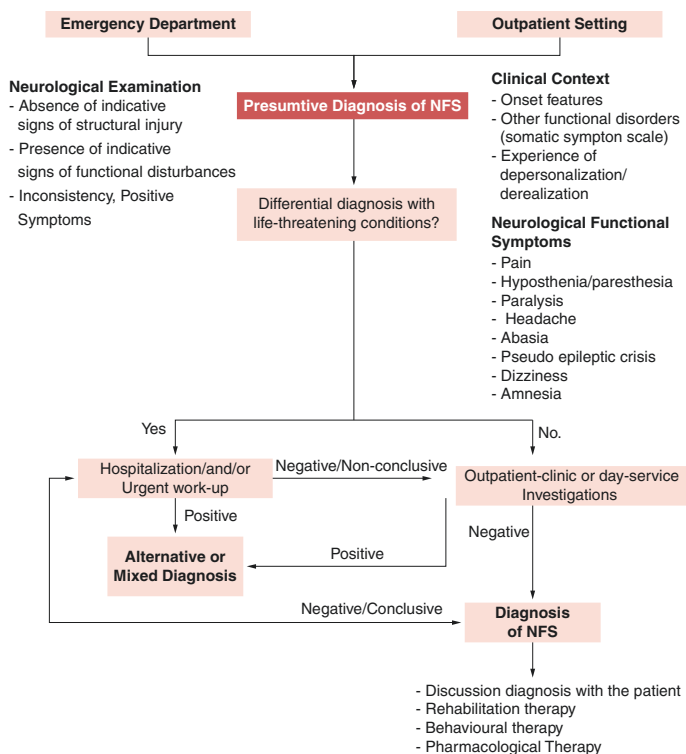 Emergency Department
Outpatient Setting
Neurological Examination
- Absence of indicative
signs of structural injury
- Presence of indicative
signs of functional disturbances
- Inconsistency, Positive
Symptoms
Presumtive Diagnosis of NFS
Clinical Context
- Onset features
- Other functional disorders
(somatic sympton scale)
- Experience of
depersonalization/
derealization
Differential diagnosis with
life-threatening conditions?
Neurological Functional
Symptoms
- Pain
- Hyposthenia/paresthesia
- Paralysis
- Headache
- Abasia
- Pseudo epileptic crisis
- Dizziness
- Amnesia
Yes
No.
Hospitalization/and/or
Urgent work-up
Negative/Non-conclusive
Outpatient-clinic or day-service
Investigations
Positive
Negative
Alternative or
Mixed Diagnosis
Positive
Negative/Conclusive
Diagnosis
of NFS
- Discussion diagnosis with the patient
- Rehabilitation therapy
- Behavioural therapy
- Pharmacological Therapy